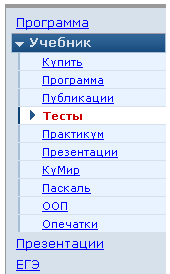 Программа
Учебник
Купить
Программа
Публикации
Тесты
Практикум
Презентации
КуМир
Паскаль
ООП
Опечатки
Презентации
ЕГЭ